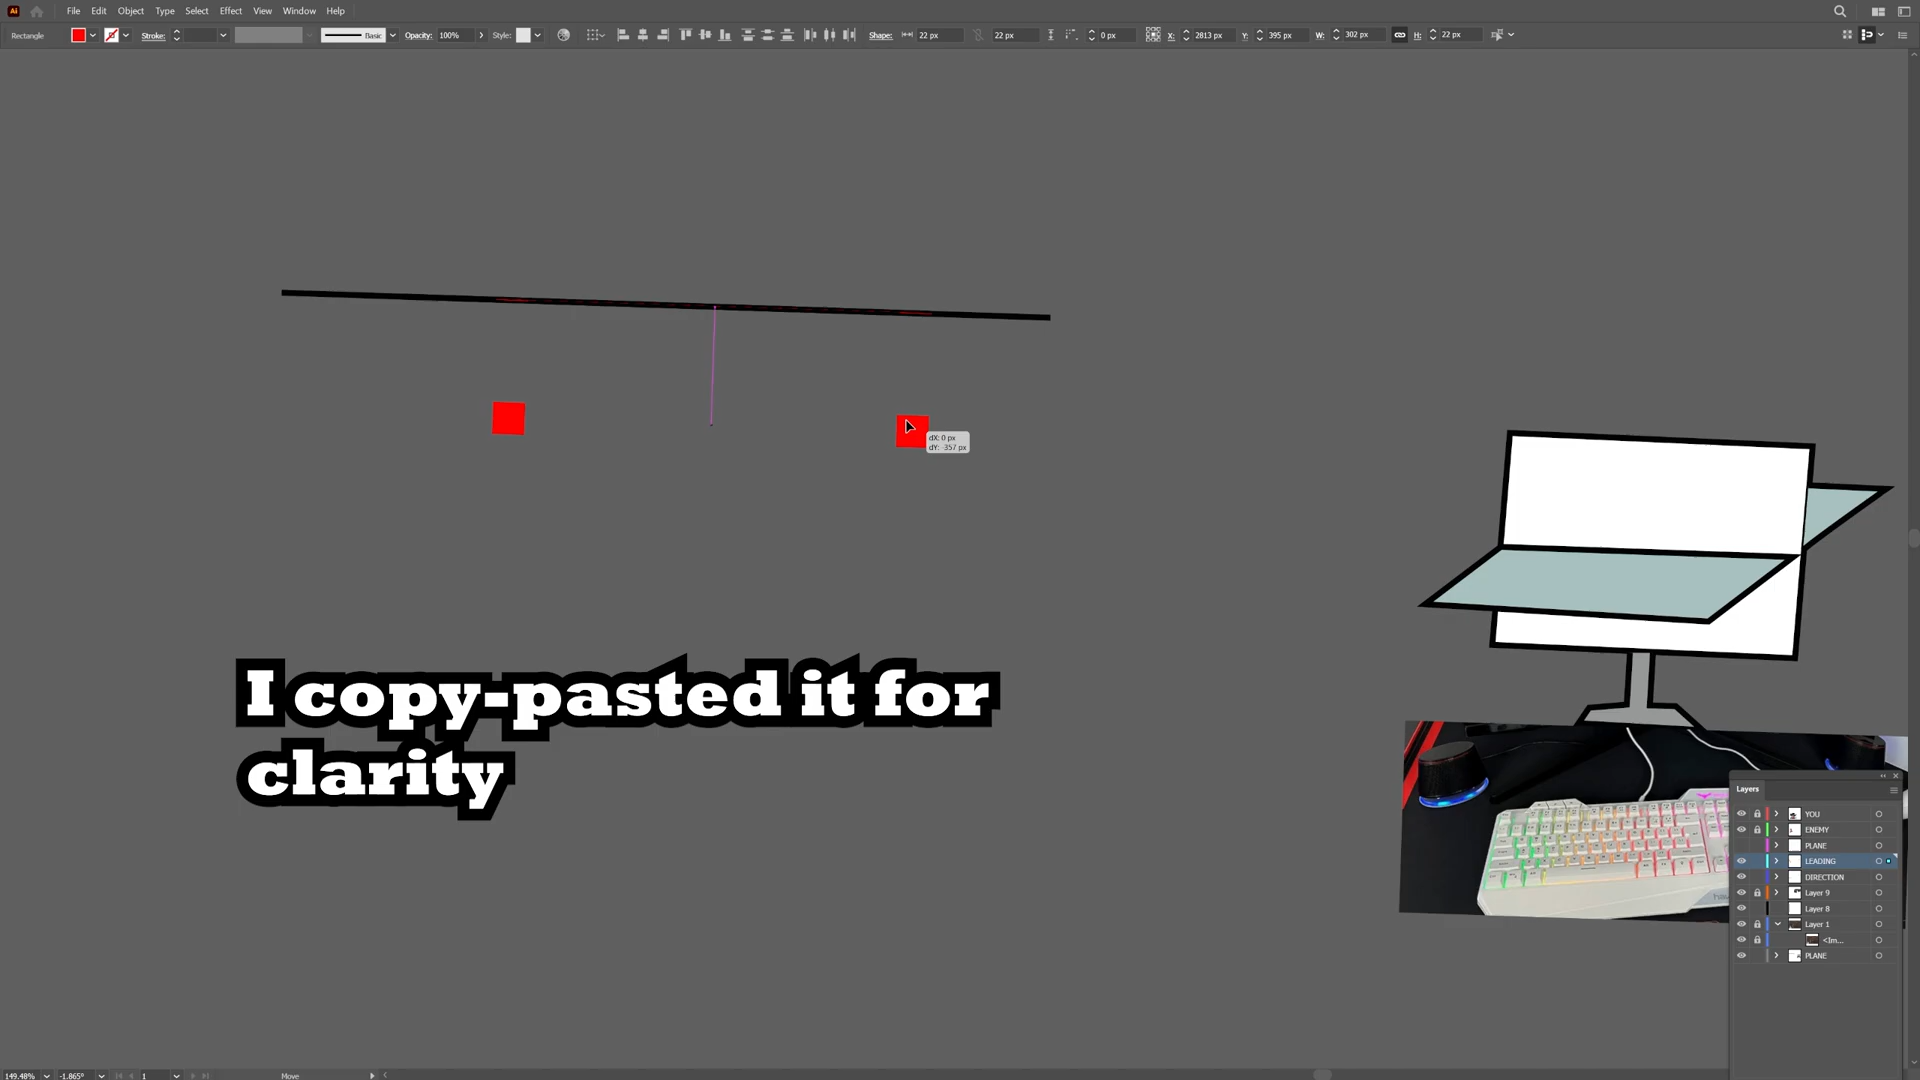 Ai File Edit Object Type Select Effect View Window Help
Rectangle Stroke: Basic Opacity: 100% Style: Shape: 22 px 22 px 0 px X: 2813 px Y: 395 px W: 302 px H: 22 px
dX: 0 px
dY: -357 px
I copy-pasted it for
clarity
Layers
YOU
ENEMY
PLANE
LEADING
DIRECTION
Layer 9
Layer 8
Layer 1
<Im...
PLANE
149.48% -1.865° 1 Move